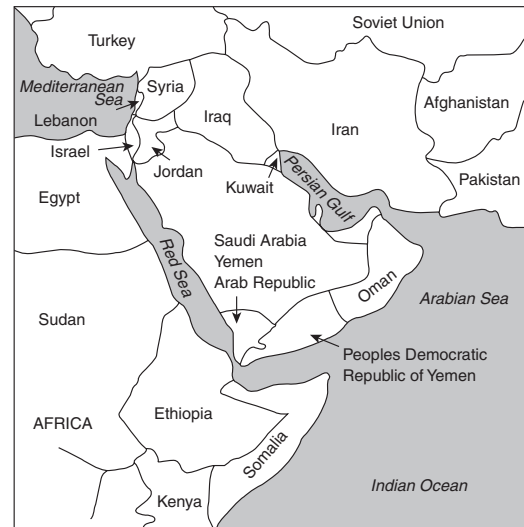 Soviet Union
Turkey
Mediterranean
Sea
Syria
Afghanistan
Lebanon
Iraq
Iran
Israel
Jordan
Kuwait
Persian Gulf
Pakistan
Egypt
Red Sea
Saudi Arabia
Yemen
Arab Republic
Oman
Arabian Sea
Sudan
Peoples Democratic
Republic of Yemen
AFRICA
Ethiopia
Somalia
Kenya
Indian Ocean